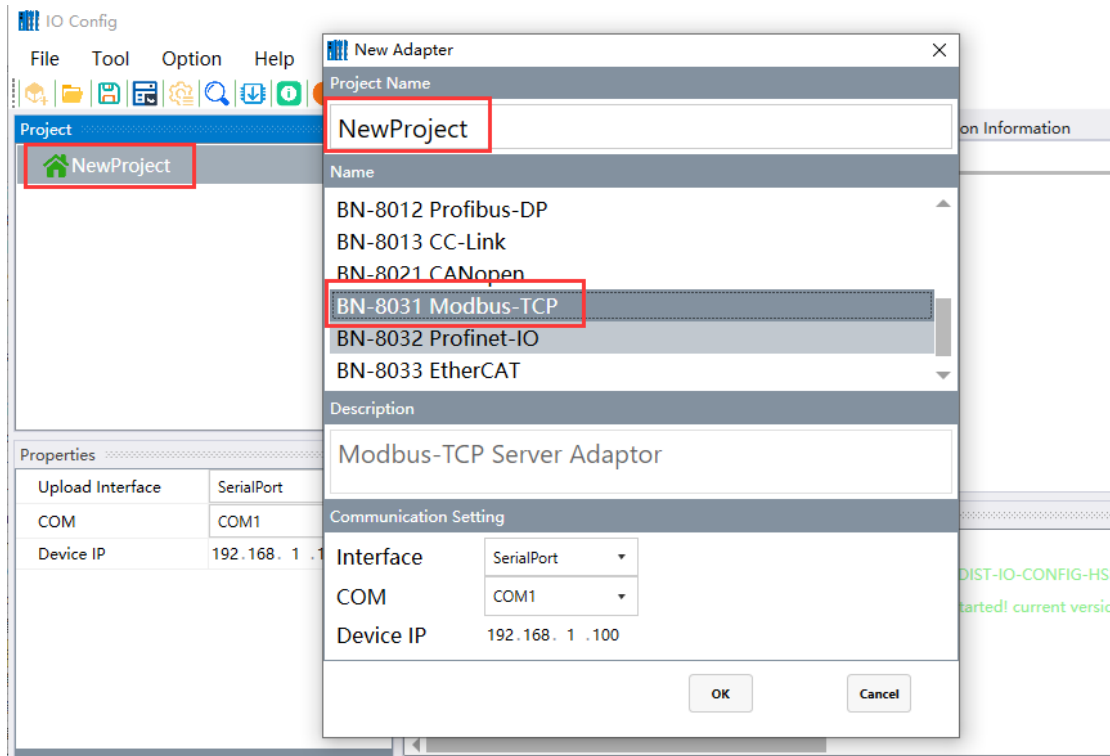 IO Config
File Tool Option Help
Project
NewProject
Properties
Upload Interface SerialPort
COM COM1
Device IP 192.168. 1 .1
New Adapter
Project Name
NewProject
Name
BN-8012 Profibus-DP
BN-8013 CC-Link
BN-8021 CANopen
BN-8031 Modbus-TCP
BN-8032 Profinet-IO
BN-8033 EtherCAT
Description
Modbus-TCP Server Adaptor
Communication Setting
Interface SerialPort
COM COM1
Device IP 192.168. 1 .100
OK Cancel
on Information
DIST-IO-CONFIG-HS
tarted! current versic